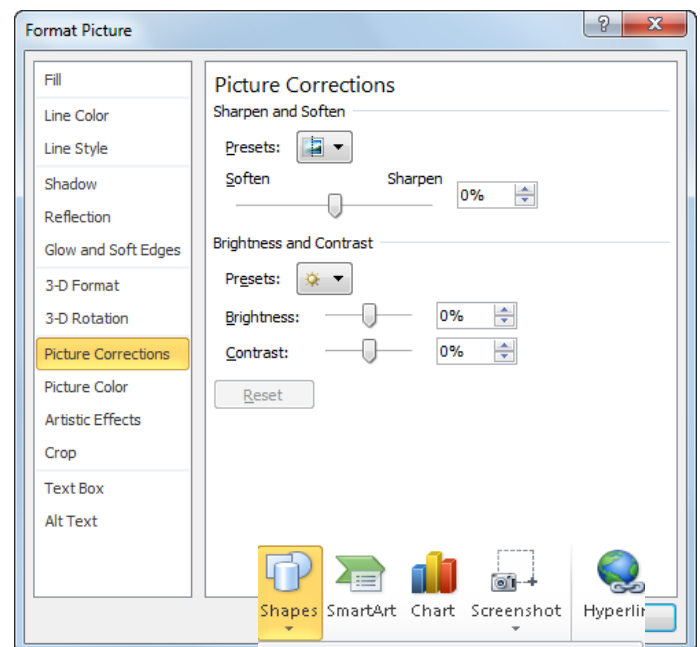 Format Picture
?
Fill
Line Color
Line Style
Shadow
Reflection
Glow and Soft Edges
3-D Format
3-D Rotation
Picture Corrections
Picture Color
Artistic Effects
Crop
Text Box
Alt Text
Picture Corrections
Sharpen and Soften
Presets:
Soften Sharpen
0%
Brightness and Contrast
Presets:
Brightness: 0%
Contrast: 0%
Reset
Shapes SmartArt Chart Screenshot Hyperlin